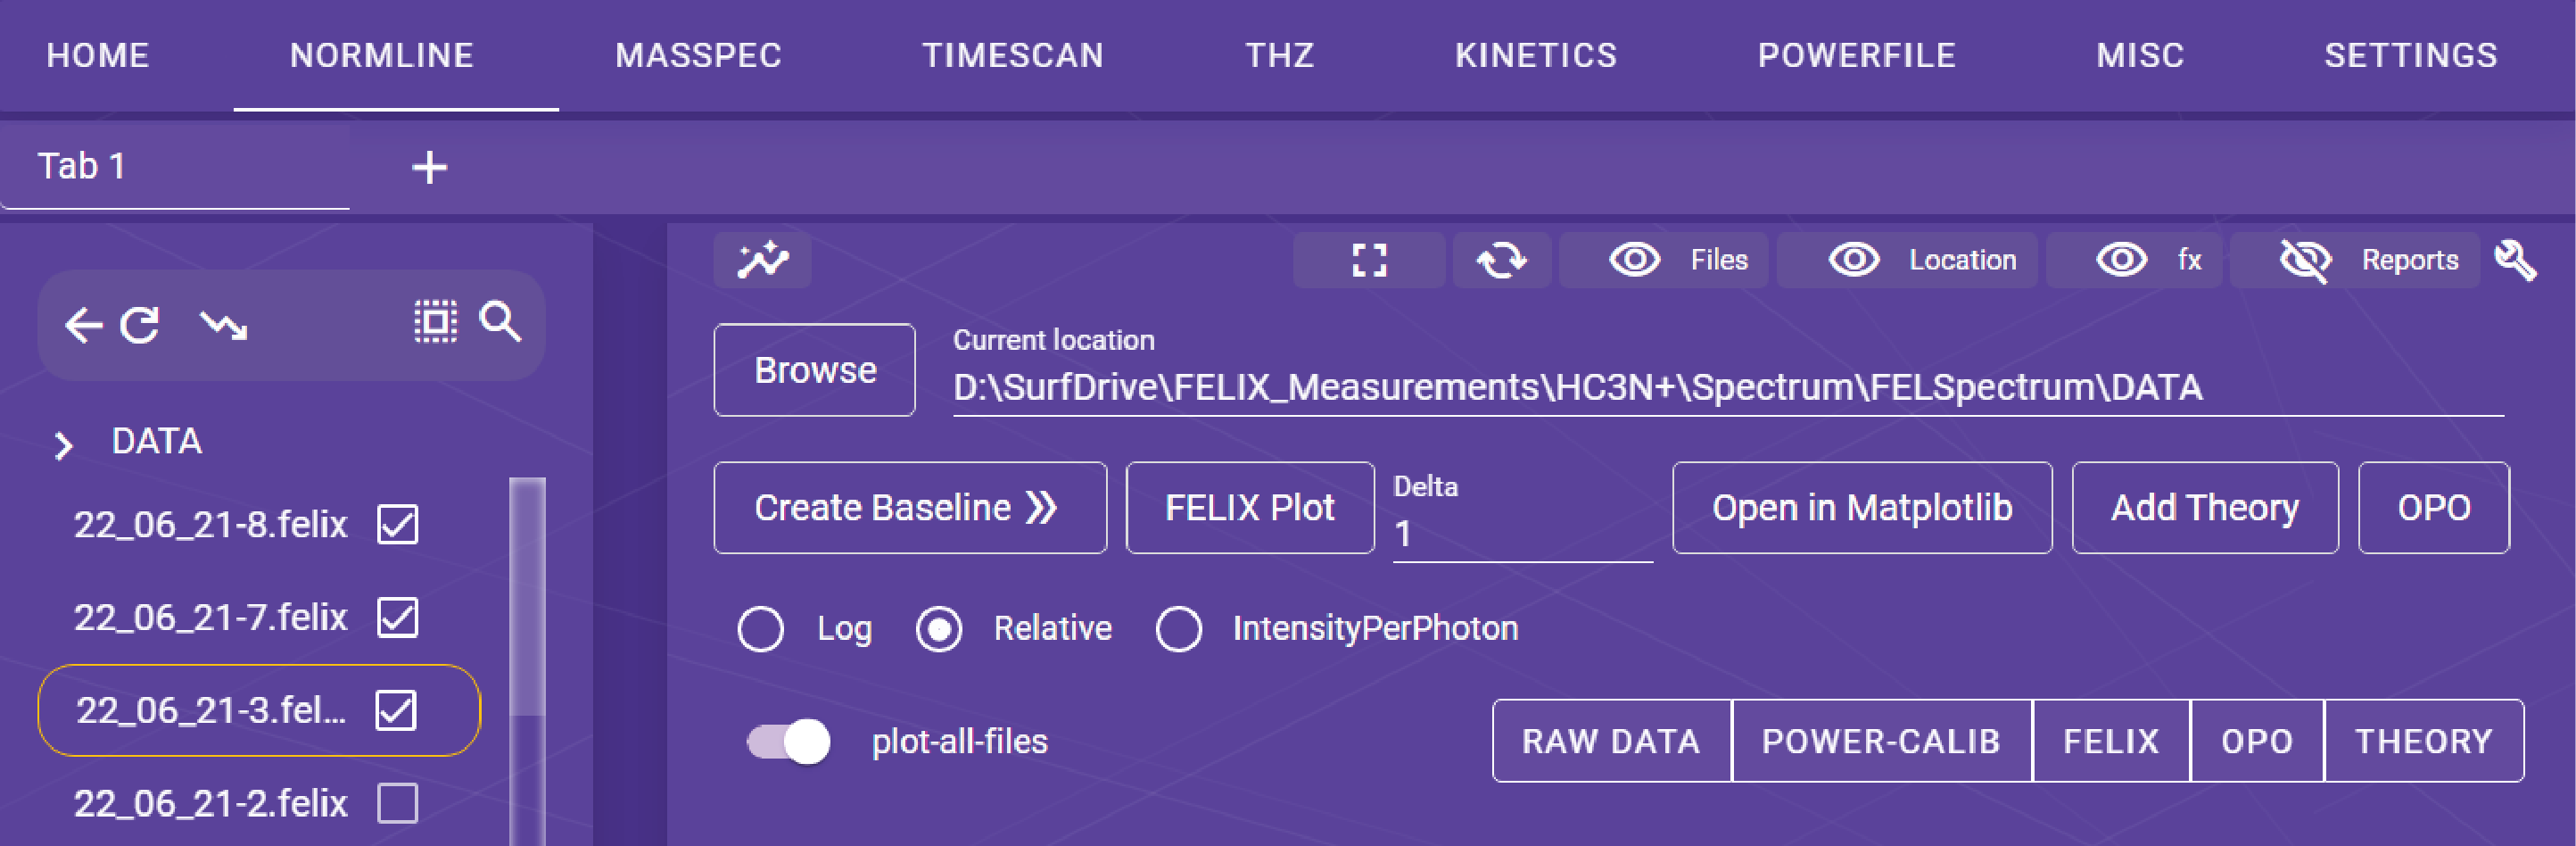 HOME NORMLINE MASSPEC TIMESCAN THZ KINETICS POWERFILE MISC SETTINGS
Tab 1 +
Files Location fx Reports
Browse
Current location
D:\SurfDrive\FELIX_Measurements\HC3N+\Spectrum\FELSpectrum\DATA
DATA
22_06_21-8.felix
22_06_21-7.felix
22_06_21-3.fel...
22_06_21-2.felix
Create Baseline FELIX Plot
Delta
1
Open in Matplotlib Add Theory OPO
Log Relative IntensityPerPhoton
plot-all-files
RAW DATA POWER-CALIB FELIX OPO THEORY